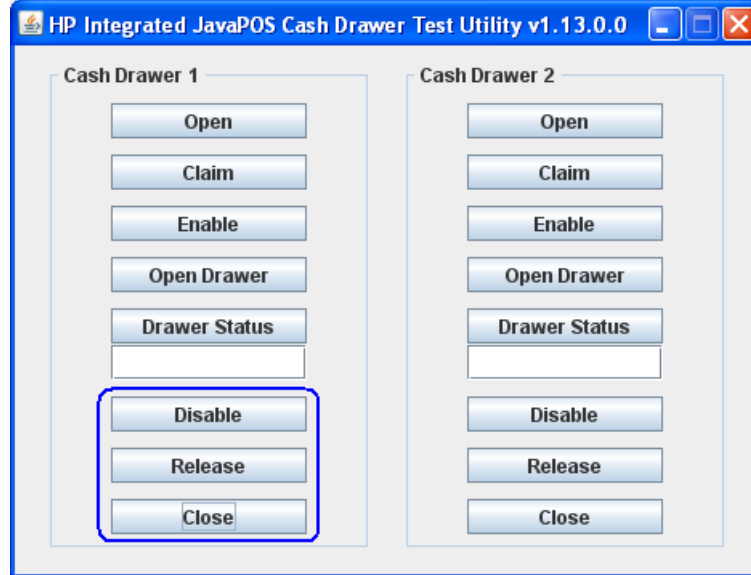 HP Integrated JavaPOS Cash Drawer Test Utility v1.13.0.0
Cash Drawer 1
Open
Claim
Enable
Open Drawer
Drawer Status
Disable
Release
Close
Cash Drawer 2
Open
Claim
Enable
Open Drawer
Drawer Status
Disable
Release
Close